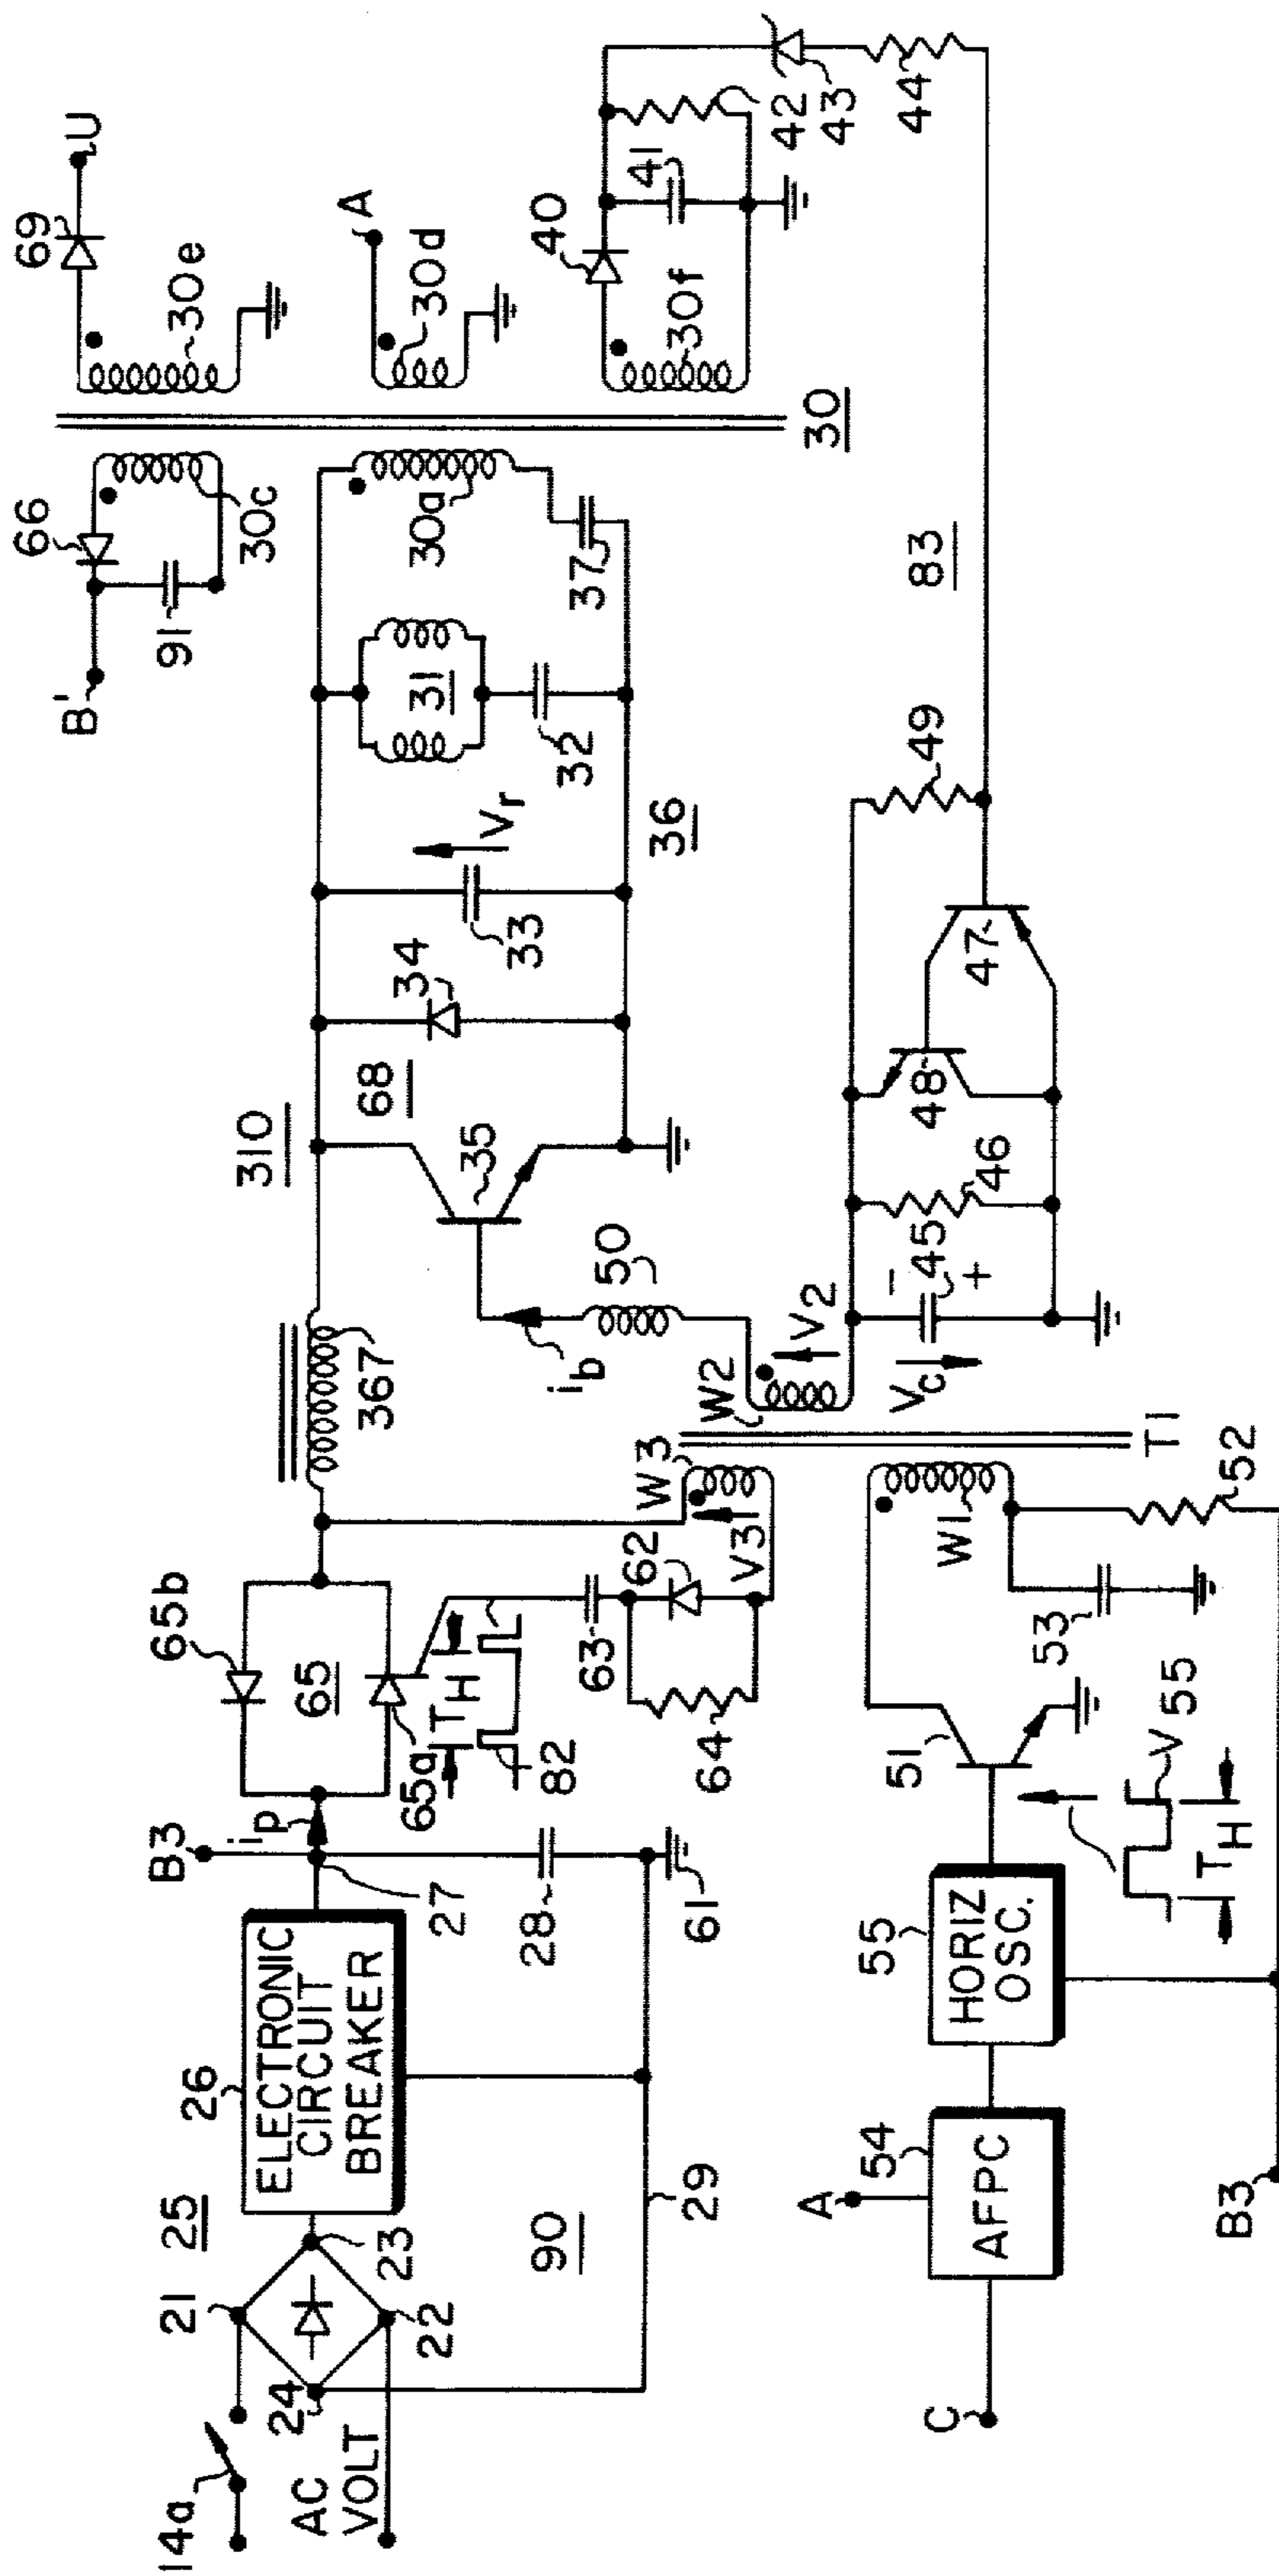 14a
AC
VOLT
21
22
23
24
25
26
ELECTRONIC
CIRCUIT
BREAKER
90
29
27
28
61
B3
ip
65b
65
65a
TH
82
63
62
64
W3
V3
367
310
68
35
34
33
Vr
36
32
31
37
30a
30c
91
66
B'
30
69
U
30e
A
30d
40
30f
41
42
43
44
83
49
47
48
46
45
- +
Vc
V2
W2
50
ib
T1
W1
52
53
51
V55
TH
55
HORIZ
OSC.
54
AFPC
A
C
B3